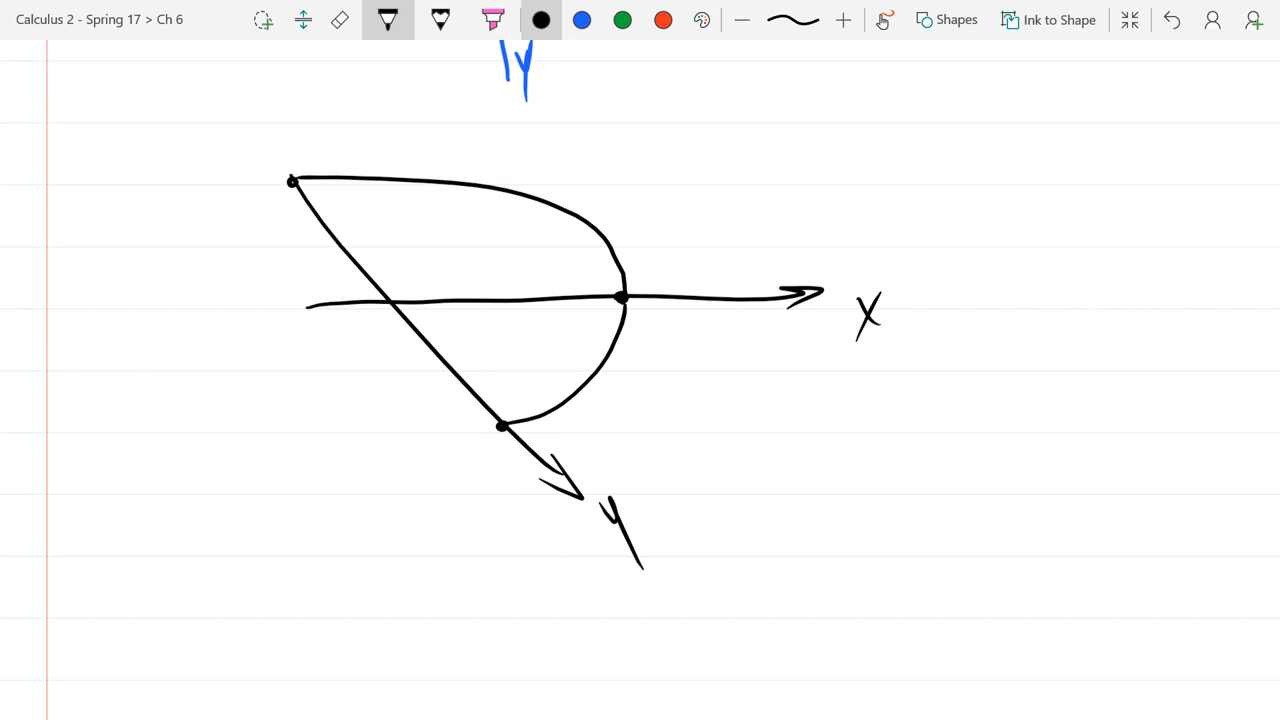 Calculus 2 - Spring 17 > Ch 6
Shapes
Ink to Shape
y
x
y